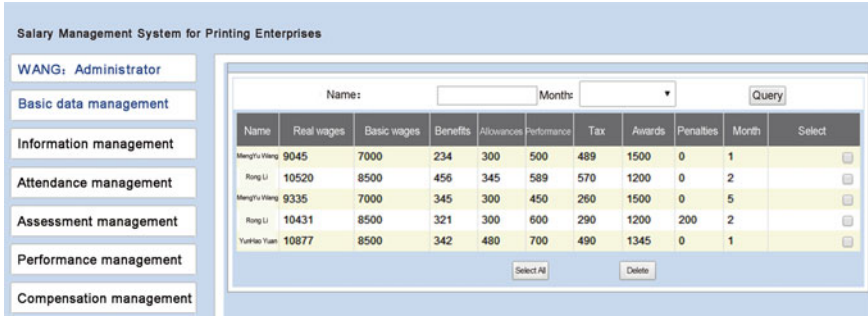 Salary Management System for Printing Enterprises
WANG：Administrator
Basic data management
Information management
Attendance management
Assessment management
Performance management
Compensation management
Name： Month: Query
Name Real wages Basic wages Benefits Allowances Performance Tax Awards Penalties Month Select
MengYu Wang 9045 7000 234 300 500 489 1500 0 1
Rong Li 10520 8500 456 345 589 570 1200 0 2
MengYu Wang 9335 7000 345 300 450 260 1500 0 5
Rong Li 10431 8500 321 300 600 290 1200 200 2
YunHao Yuan 10877 8500 342 480 700 490 1345 0 1
Select All Delete